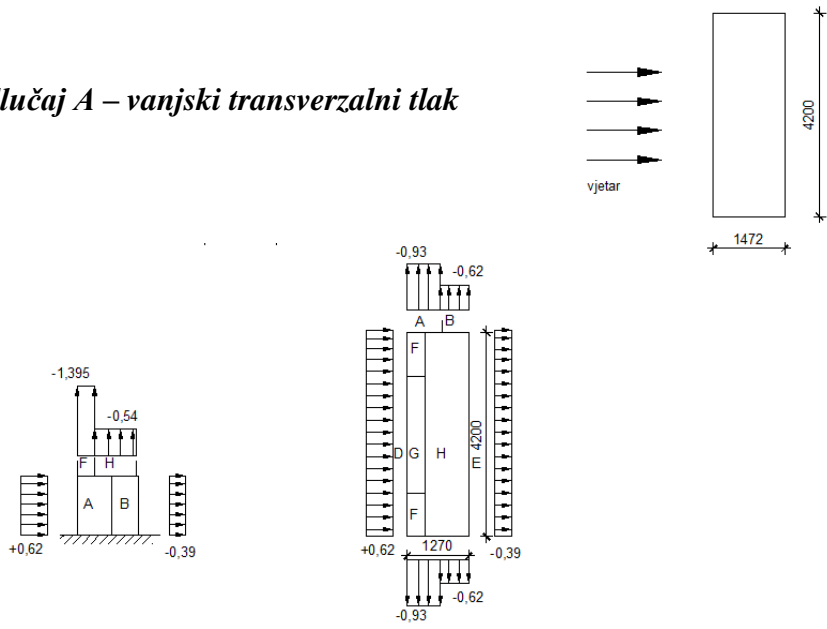 lučaj A – vanjski transverzalni tlak
vjetar
4200
1472
-0,93
-0,62
A B
F
D G H
E 4200
F
+0,62 1270 -0,39
-0,62
-0,93
-1,395
-0,54
F H
A B
+0,62 -0,39